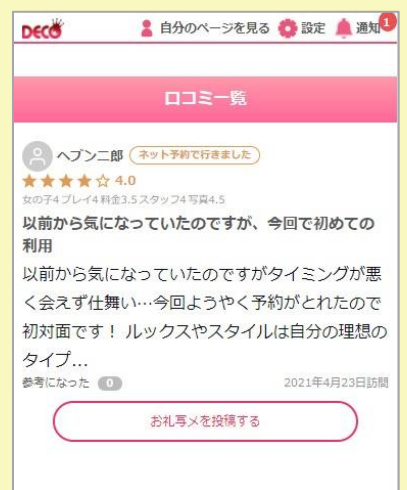 DECO
自分のページを見る 設定 通知 1
口コミ一覧
ヘブン二郎 ネット予約で行きました
★★★★☆ 4.0
女の子4 プレイ4 料金3.5 スタッフ4 写真4.5
以前から気になっていたのですが、今回で初めての
利用
以前から気になっていたのですがタイミングが悪
く会えず仕舞い…今回ようやく予約がとれたので
初対面です！ ルックスやスタイルは自分の理想の
タイプ…
参考になった 0 2021年4月23日訪問
お礼写メを投稿する